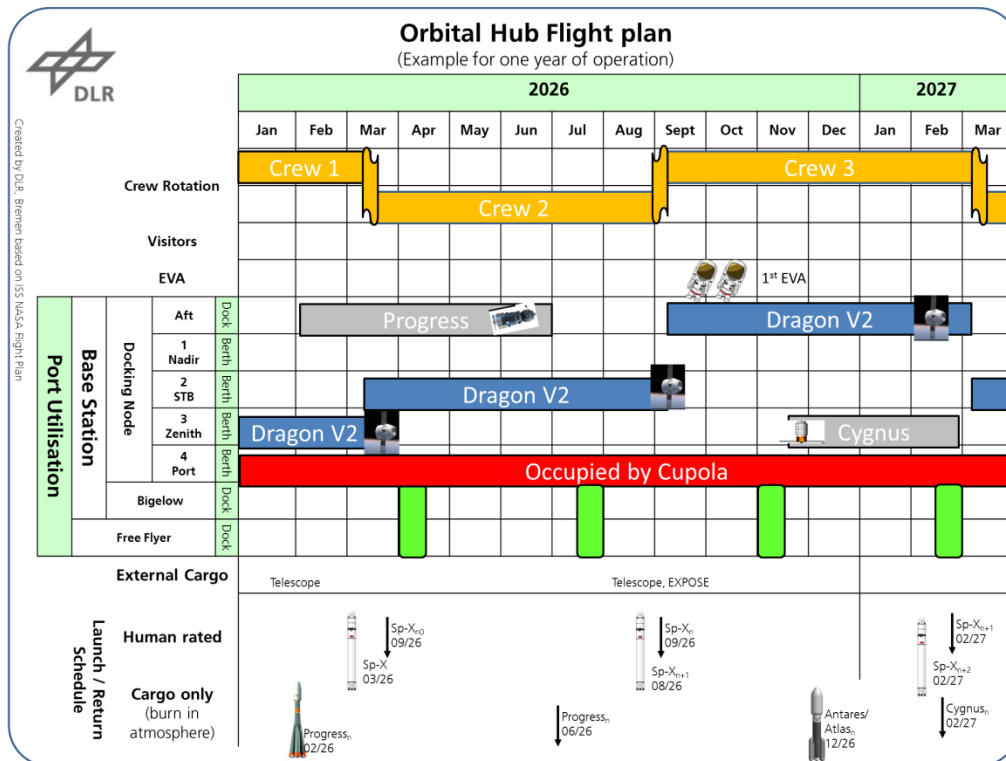 Orbital Hub Flight plan
(Example for one year of operation)
DLR
Created by DLR, Bremen based on ISS NASA Flight Plan
2026
2027
Jan
Feb
Mar
Apr
May
Jun
Jul
Aug
Sept
Oct
Nov
Dec
Jan
Feb
Mar
Crew Rotation
Crew 1
Crew 2
Crew 3
Visitors
EVA
1st EVA
Port Utilisation
Base Station
Docking Node
Aft
Dock
Progress
Dragon V2
1
Nadir
Berth
2
STB
Berth
Dragon V2
3
Zenith
Berth
Dragon V2
Cygnus
4
Port
Berth
Occupied by Cupola
Bigelow
Dock
Free Flyer
Dock
External Cargo
Telescope
Telescope, EXPOSE
Launch / Return
Schedule
Human rated
Sp-Xn0
09/26
Sp-X
03/26
Sp-Xn
09/26
Sp-Xn+1
08/26
Sp-Xn+1
02/27
Sp-Xn+2
02/27
Cargo only
(burn in
atmosphere)
Progressn
02/26
Progressn
06/26
Antares/
Atlasn
12/26
Cygnusn
02/27